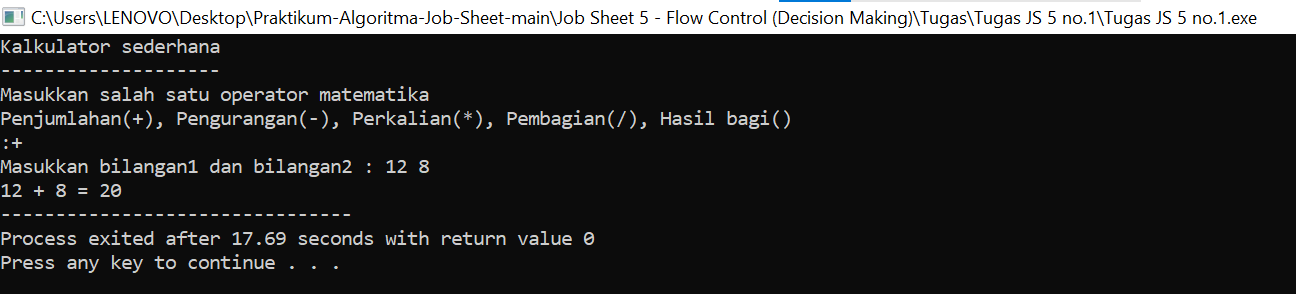 C:\Users\LENOVO\Desktop\Praktikum-Algoritma-Job-Sheet-main\Job Sheet 5 - Flow Control (Decision Making)\Tugas\Tugas JS 5 no.1\Tugas JS 5 no.1.exe
Kalkulator sederhana
--------------------
Masukkan salah satu operator matematika
Penjumlahan(+), Pengurangan(-), Perkalian(*), Pembagian(/), Hasil bagi()
:+
Masukkan bilangan1 dan bilangan2 : 12 8
12 + 8 = 20
--------------------------------
Process exited after 17.69 seconds with return value 0
Press any key to continue . . .